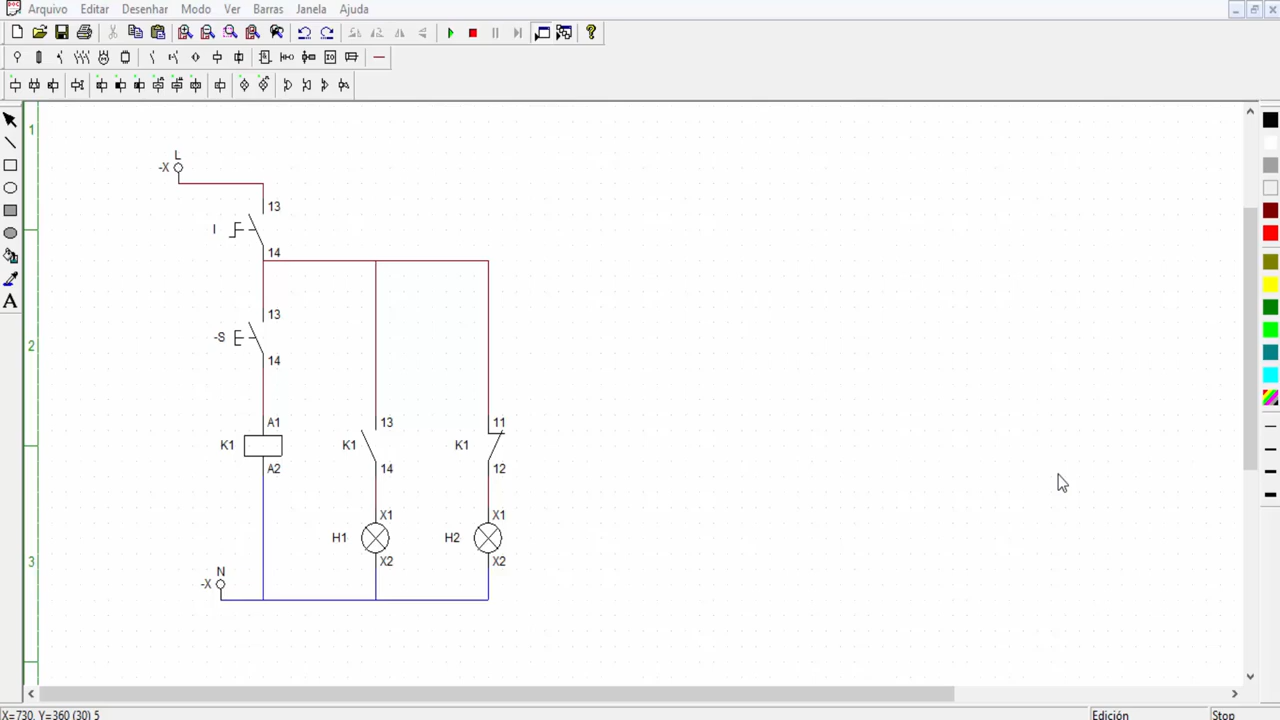 Arquivo Editar Desenhar Modo Ver Barras Janela Ajuda
1
L
-X
13
I
14
13
2
-S
14
A1 13 11
K1 K1 K1
A2 14 12
X1 X1
H1 H2
3 X2 X2
N
-X
A
X=730, Y=360 (30) 5 Edición Stop